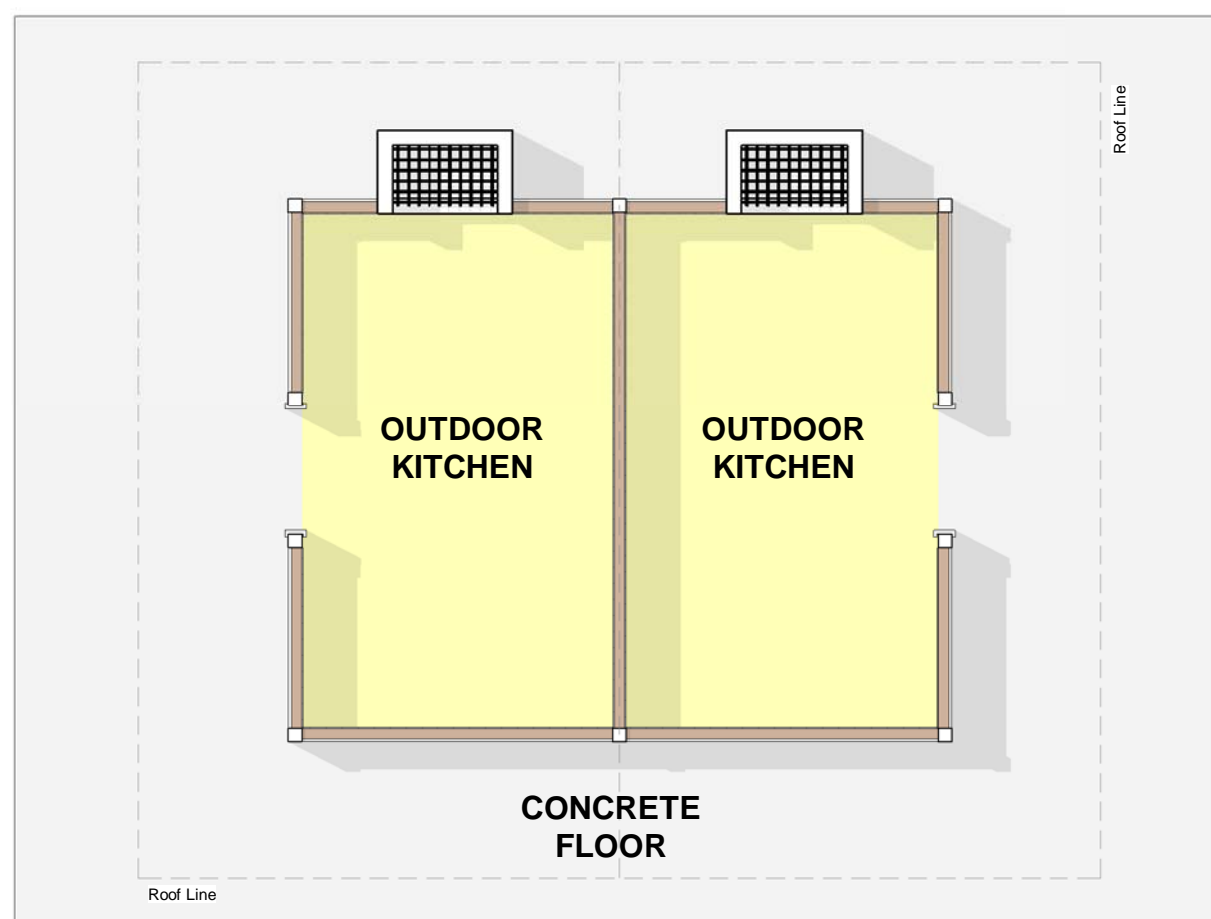 Roof Line
OUTDOOR
KITCHEN
OUTDOOR
KITCHEN
CONCRETE
FLOOR
Roof Line